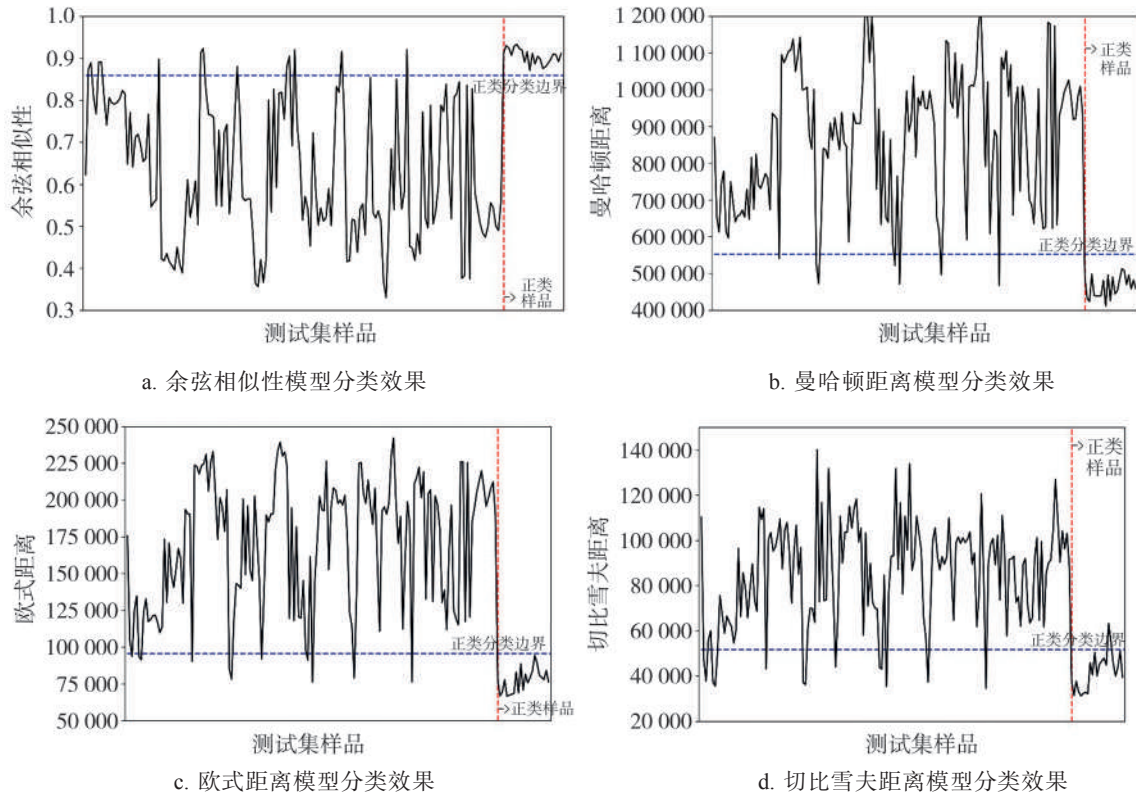 1.0
0.9
0.8
0.7
0.6
0.5
0.4
0.3
余弦相似性
正类分类边界
正类
样品
测试集样品
a. 余弦相似性模型分类效果
1 200 000
1 100 000
1 000 000
900 000
800 000
700 000
600 000
500 000
400 000
曼哈顿距离
正类
样品
正类分类边界
测试集样品
b. 曼哈顿距离模型分类效果
250 000
225 000
200 000
175 000
150 000
125 000
100 000
75 000
50 000
欧式距离
正类分类边界
正类样品
测试集样品
c. 欧式距离模型分类效果
140 000
120 000
100 000
80 000
60 000
40 000
20 000
切比雪夫距离
正类
样品
正类分类边界
测试集样品
d. 切比雪夫距离模型分类效果